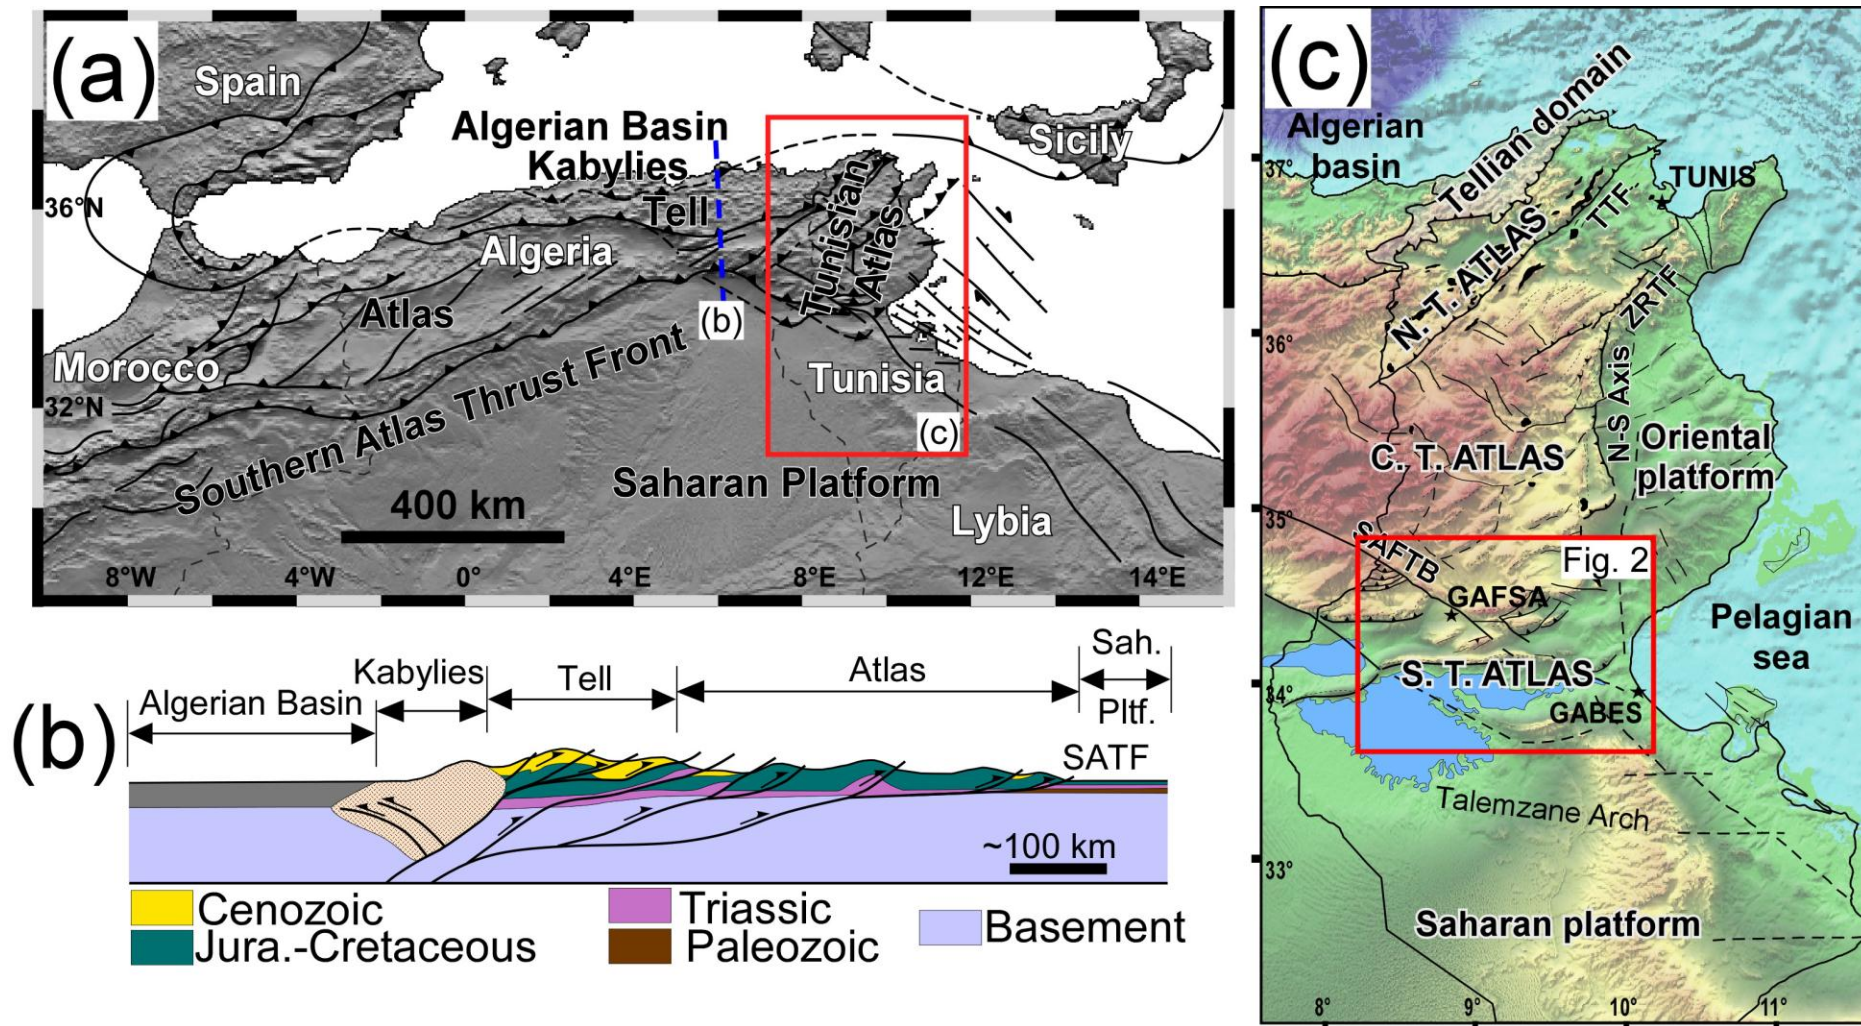 (a)
Spain
Algerian Basin
Kabylies
Sicily
36°N
Tell
Tunisian
Atlas
Algeria
Atlas
(b)
Morocco
Tunisia
32°N
Southern Atlas Thrust Front
(c)
Saharan Platform
400 km
Lybia
8°W 4°W 0° 4°E 8°E 12°E 14°E
(b)
Algerian Basin
Kabylies
Tell
Atlas
Sah.
Pltf.
SATF
~100 km
Cenozoic
Jura.-Cretaceous
Triassic
Paleozoic
Basement
(c)
Algerian
basin
Tellian domain
37°
TUNIS
TTF
N. T. ATLAS
ZRTF
36°
N-S Axis
C. T. ATLAS
Oriental
platform
35°
SAFTB
Fig. 2
GAFSA
Pelagian
sea
S. T. ATLAS
34°
GABES
Talemzane Arch
33°
Saharan platform
8° 9° 10° 11°